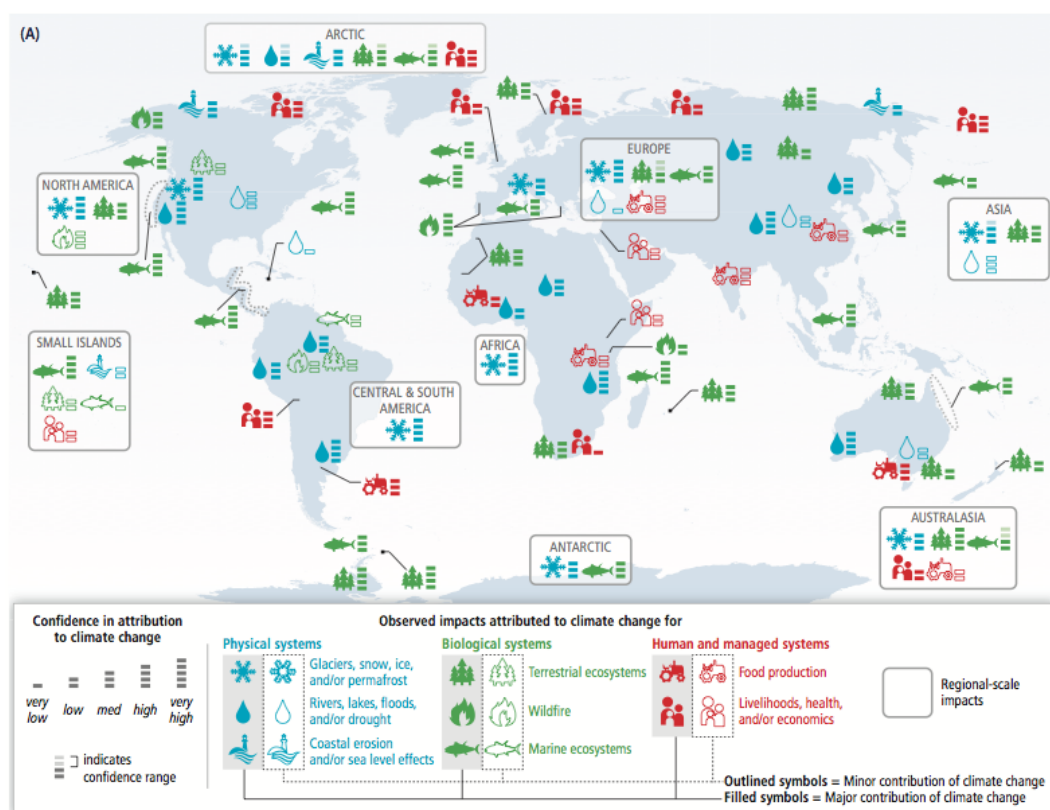 (A)
ARCTIC
EUROPE
NORTH AMERICA
ASIA
SMALL ISLANDS
AFRICA
CENTRAL & SOUTH
AMERICA
AUSTRALASIA
ANTARCTIC
Confidence in attribution
to climate change
very
low
low
med
high
very
high
indicates
confidence range
Observed impacts attributed to climate change for
Physical systems
Glaciers, snow, ice,
and/or permafrost
Rivers, lakes, floods,
and/or drought
Coastal erosion
and/or sea level effects
Biological systems
Terrestrial ecosystems
Wildfire
Marine ecosystems
Human and managed systems
Food production
Livelihoods, health,
and/or economics
Regional-scale
impacts
Outlined symbols = Minor contribution of climate change
Filled symbols = Major contribution of climate change